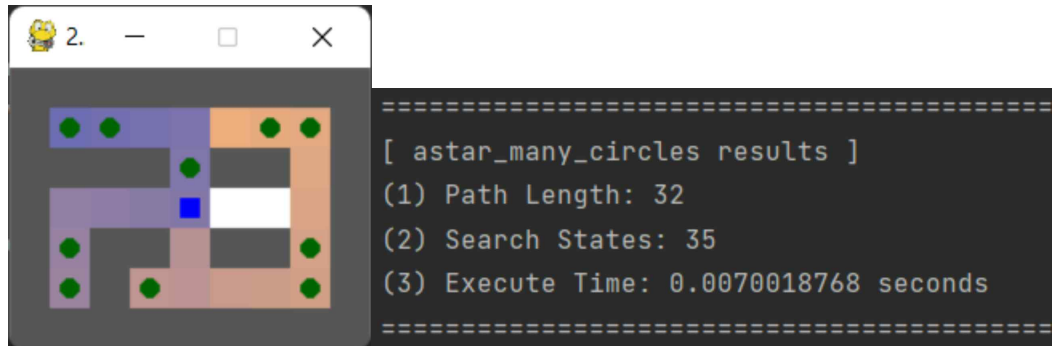 2.
==========================================
[ astar_many_circles results ]
(1) Path Length: 32
(2) Search States: 35
(3) Execute Time: 0.0070018768 seconds
==========================================